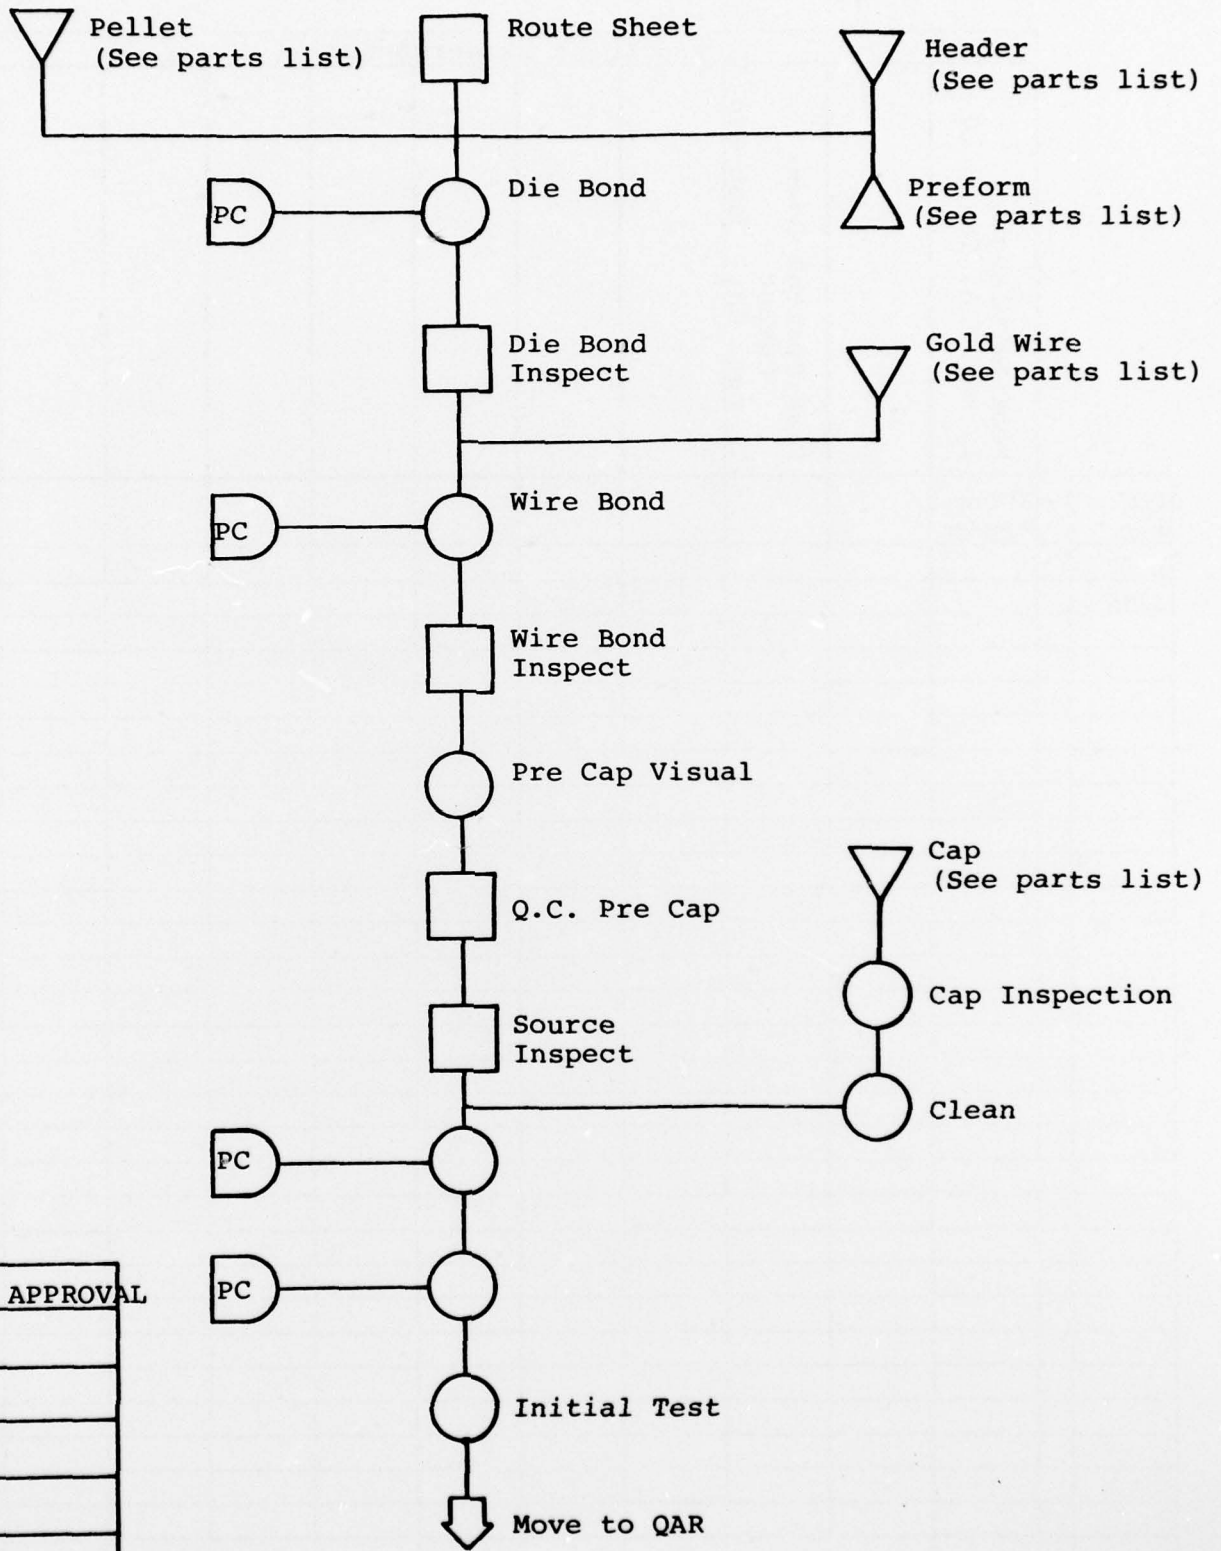 Pellet
(See parts list)
Route Sheet
Header
(See parts list)
PC
Die Bond
Preform
(See parts list)
Die Bond
Inspect
Gold Wire
(See parts list)
PC
Wire Bond
Wire Bond
Inspect
Pre Cap Visual
Q.C. Pre Cap
Cap
(See parts list)
Cap Inspection
Source
Inspect
Clean
PC
APPROVAL
PC
Initial Test
Move to QAR